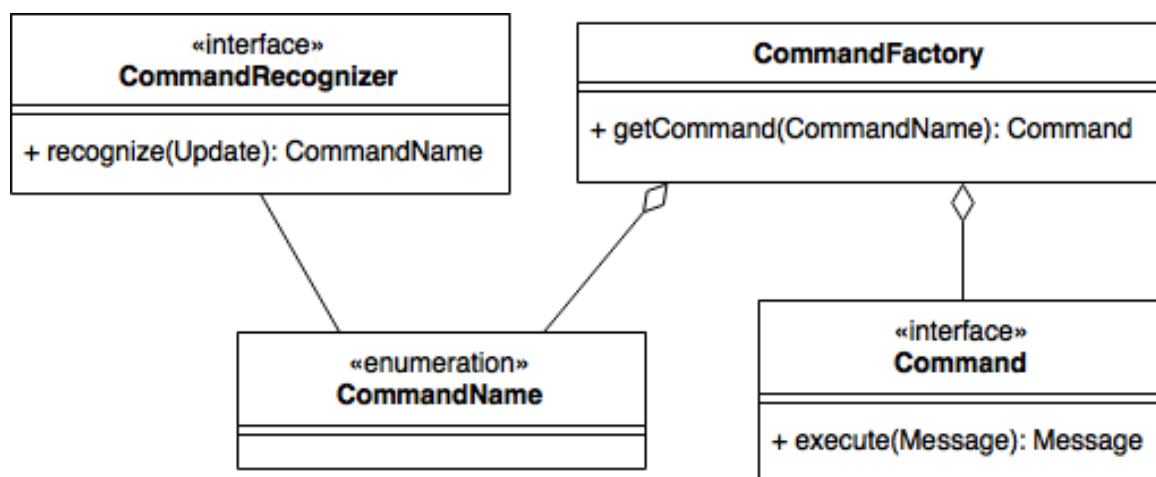 «interface»
CommandRecognizer
+ recognize(Update): CommandName
CommandFactory
+ getCommand(CommandName): Command
«enumeration»
CommandName
«interface»
Command
+ execute(Message): Message